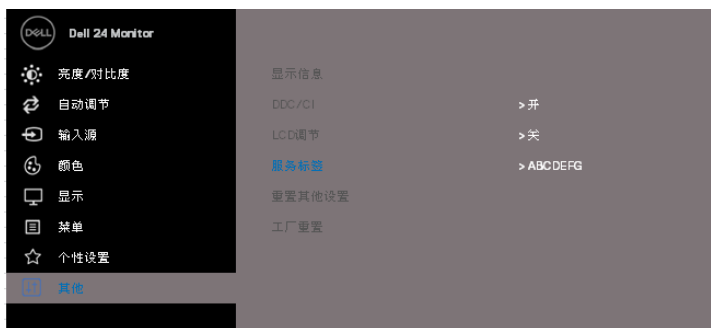 DELL Dell 24 Monitor
亮度/对比度 显示信息
自动调节 DDC/CI >开
输入源 LCD调节 >关
颜色 服务标签 >ABCDEFG
显示 重置其他设置
菜单 工厂重置
个性设置
其他